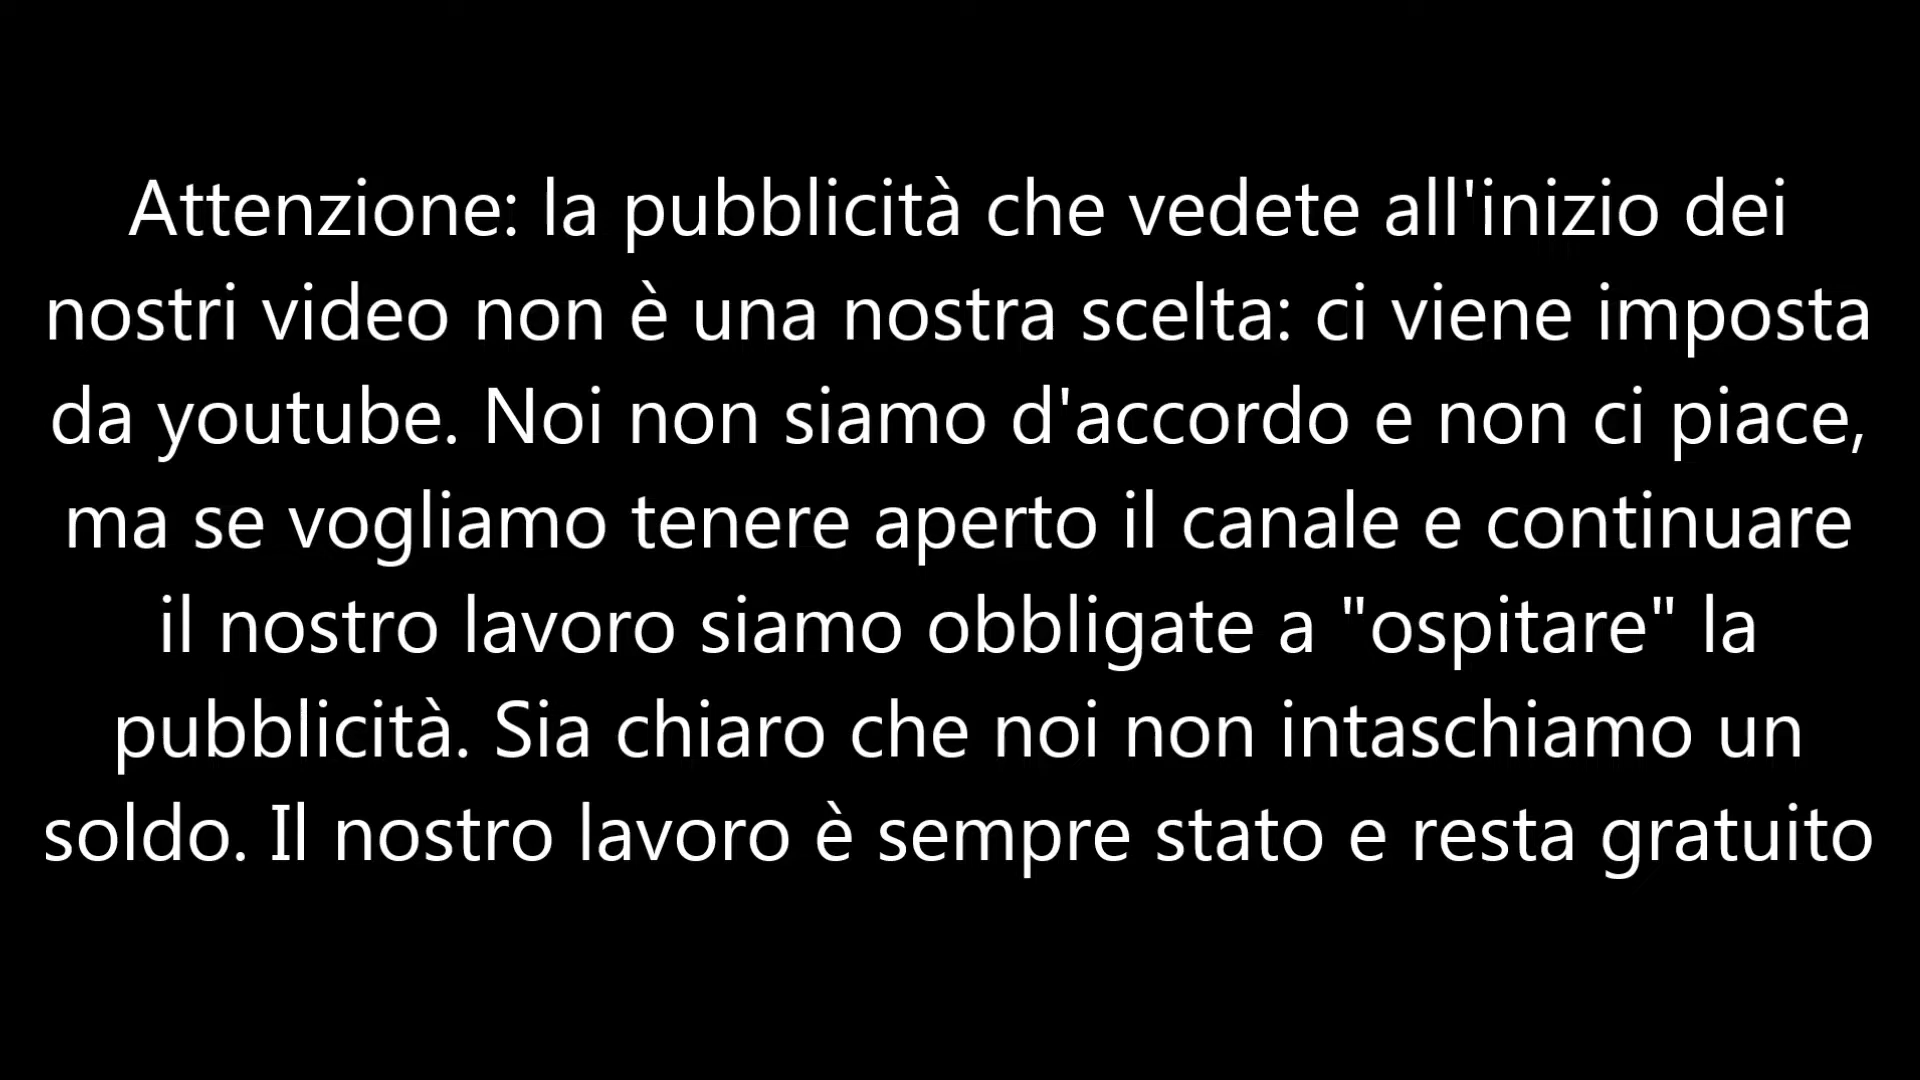 Attenzione: la pubblicità che vedete all'inizio dei
nostri video non è una nostra scelta: ci viene imposta
da youtube. Noi non siamo d'accordo e non ci piace,
ma se vogliamo tenere aperto il canale e continuare
il nostro lavoro siamo obbligate a "ospitare" la
pubblicità. Sia chiaro che noi non intaschiamo un
soldo. Il nostro lavoro è sempre stato e resta gratuito